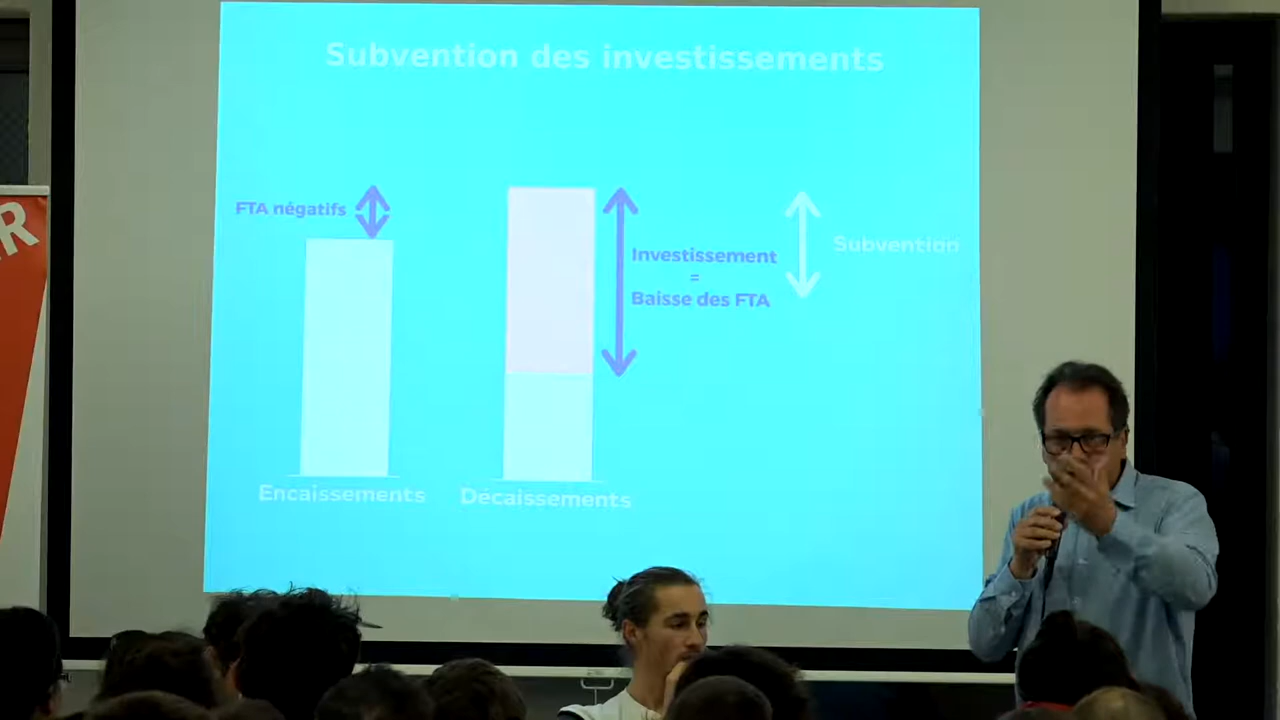 Subvention des investissements
FTA négatifs
Investissement
=
Baisse des FTA
Subvention
Encaissements
Décaissements
R